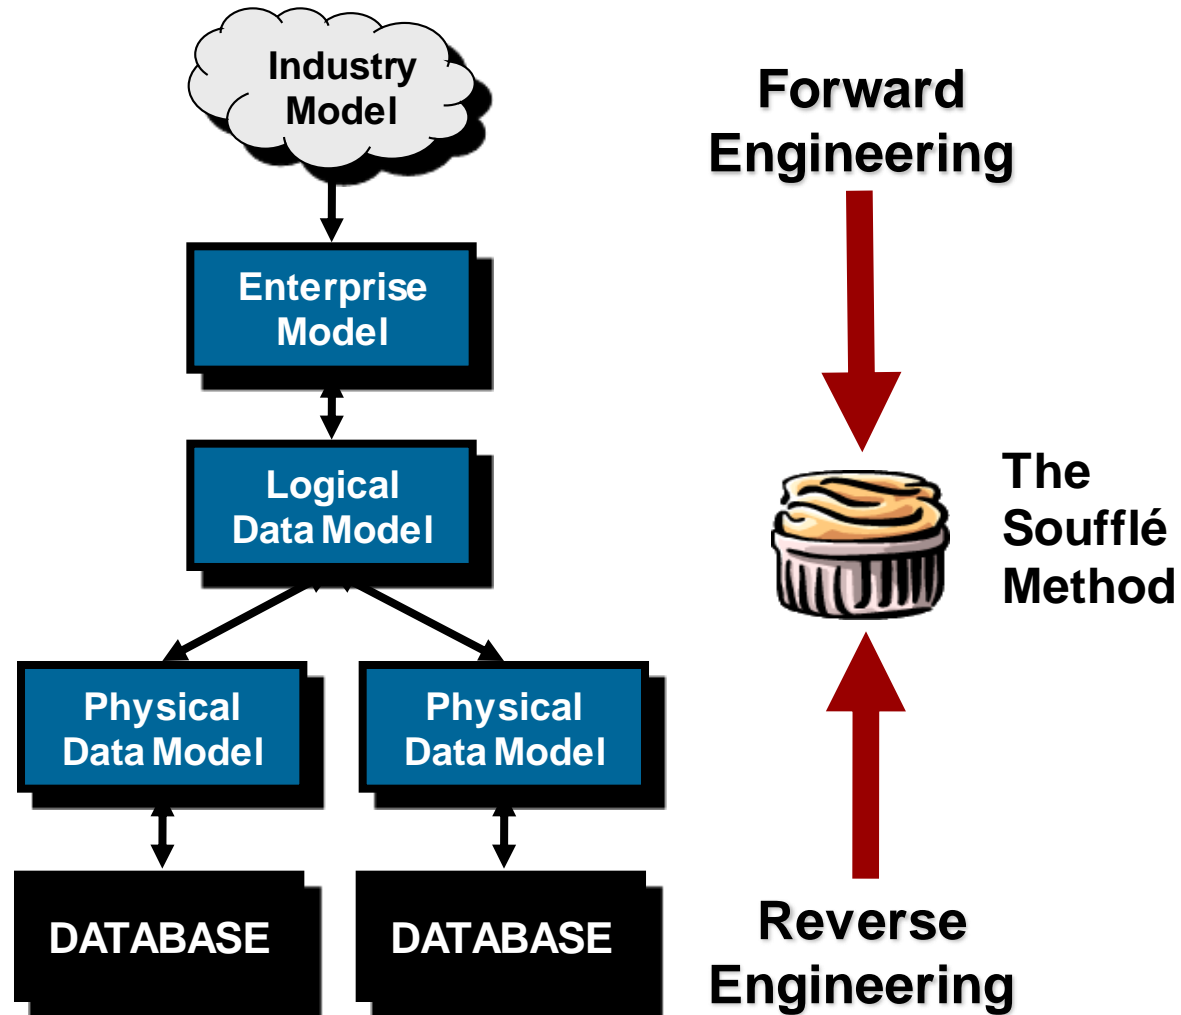 Industry
Model
Forward
Engineering
Enterprise
Model
Logical
Data Model
The
Soufflé
Method
Physical
Data Model
Physical
Data Model
DATABASE
DATABASE
Reverse
Engineering